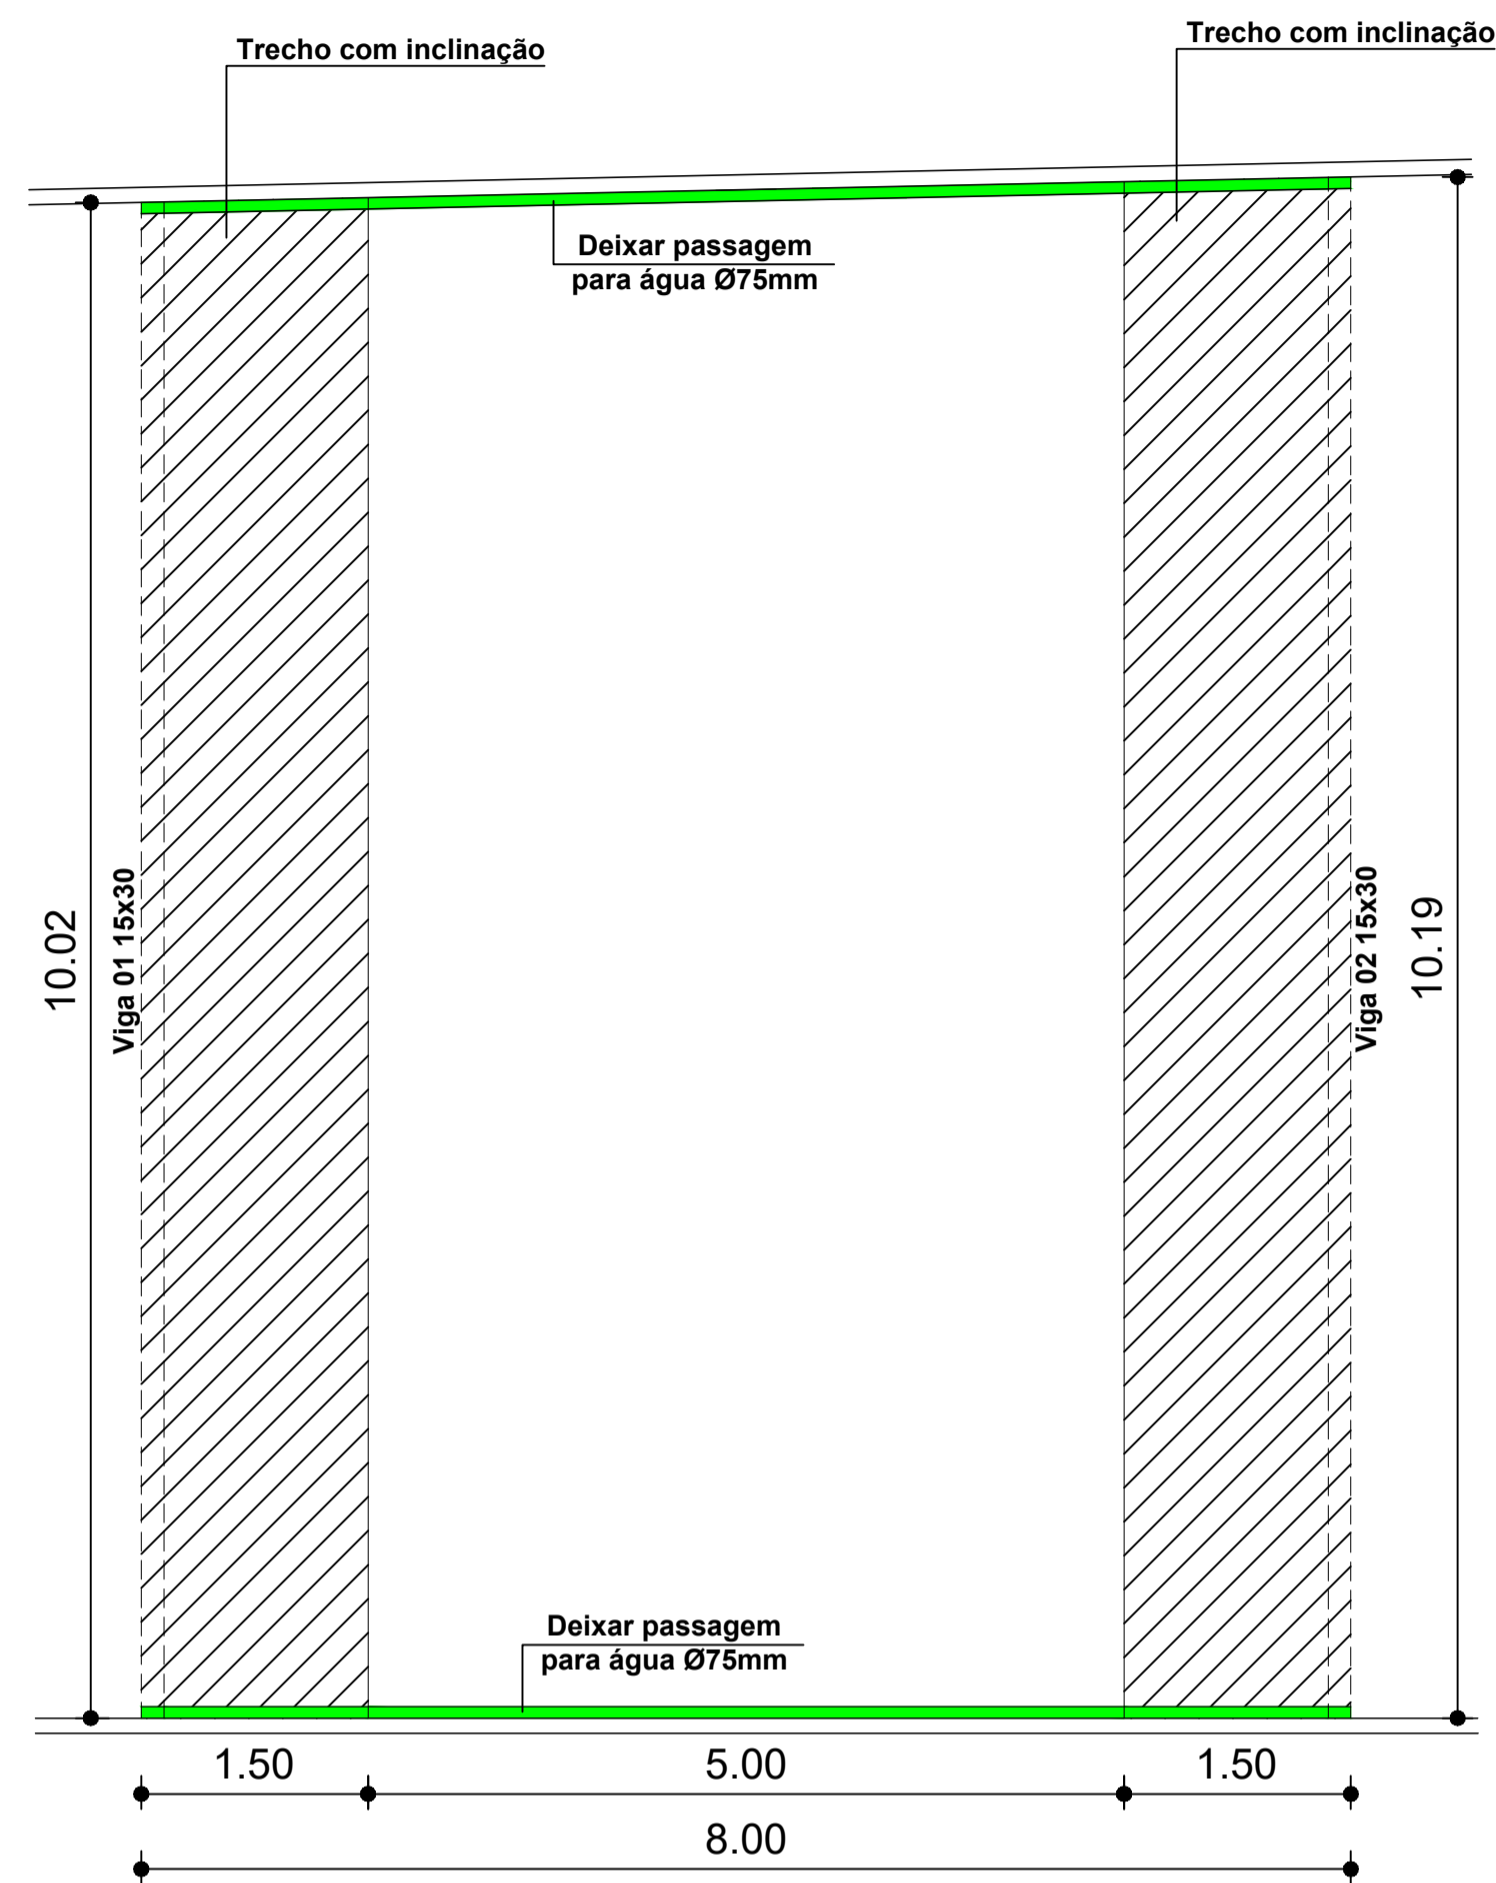 Trecho com inclinação
Trecho com inclinação
Deixar passagem
para água Ø75mm
10.02
Viga 01 15x30
Viga 02 15x30
10.19
Deixar passagem
para água Ø75mm
1.50
5.00
1.50
8.00